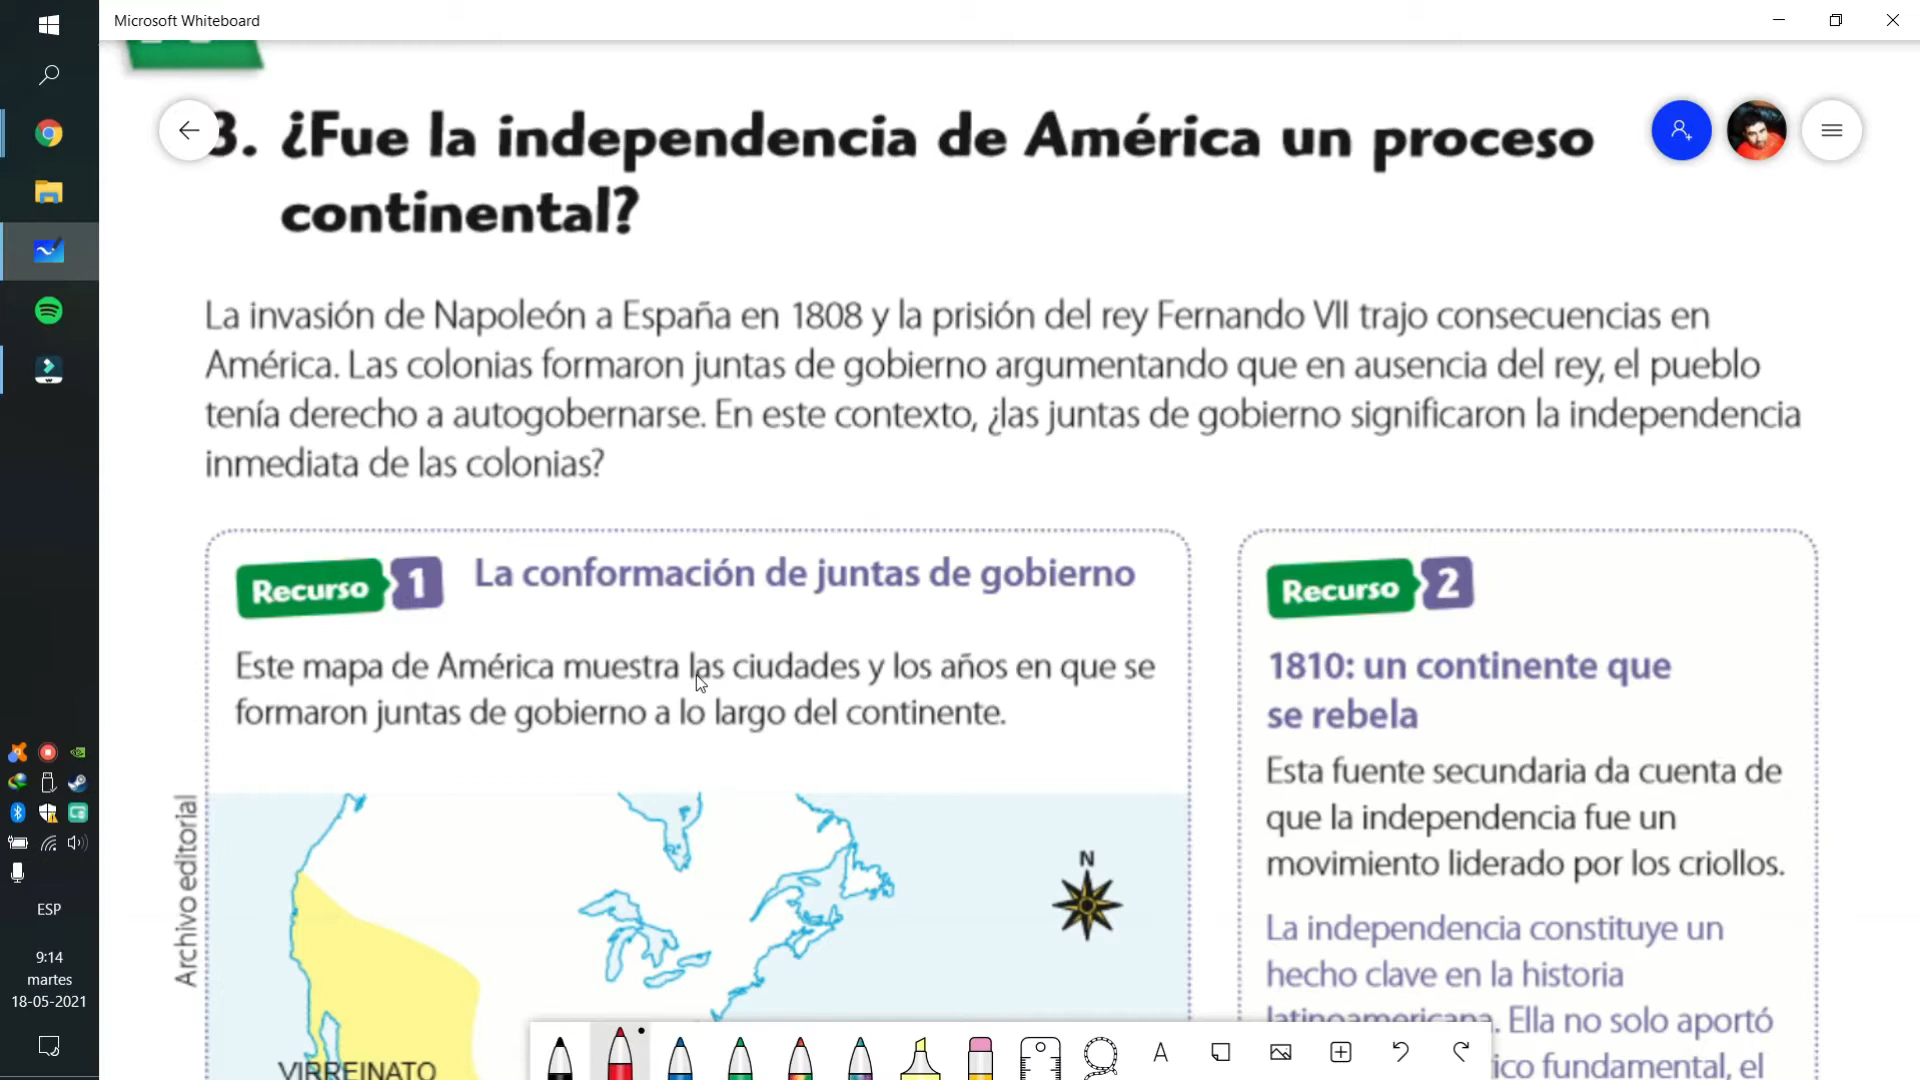 Microsoft Whiteboard
3. ¿Fue la independencia de América un proceso
continental?
La invasión de Napoleón a España en 1808 y la prisión del rey Fernando VII trajo consecuencias en
América. Las colonias formaron juntas de gobierno argumentando que en ausencia del rey, el pueblo
tenía derecho a autogobernarse. En este contexto, ¿las juntas de gobierno significaron la independencia
inmediata de las colonias?
Recurso 1 La conformación de juntas de gobierno
Este mapa de América muestra las ciudades y los años en que se
formaron juntas de gobierno a lo largo del continente.
Archivo editorial
N
VIRREINATO
Recurso 2
1810: un continente que
se rebela
Esta fuente secundaria da cuenta de
que la independencia fue un
movimiento liderado por los criollos.
La independencia constituye un
hecho clave en la historia
latinoamericana. Ella no solo aportó
ico fundamental, el
A
ESP
9:14
martes
18-05-2021